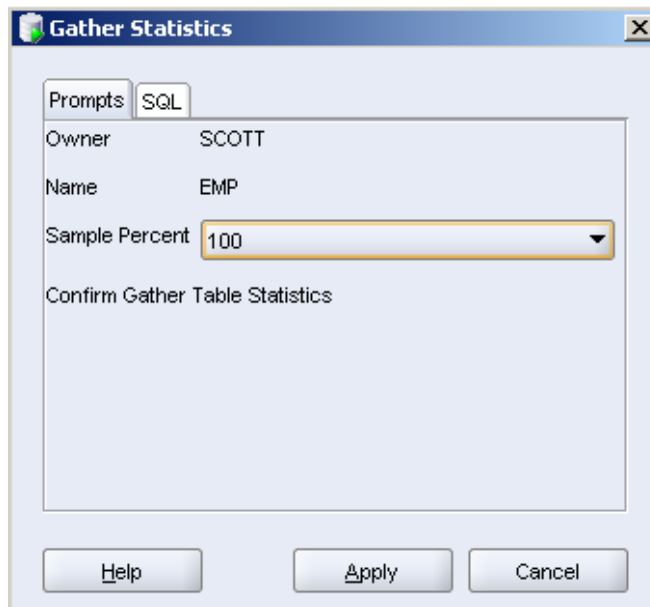 Gather Statistics
Prompts SQL
Owner SCOTT
Name EMP
Sample Percent 100
Confirm Gather Table Statistics
Help Apply Cancel